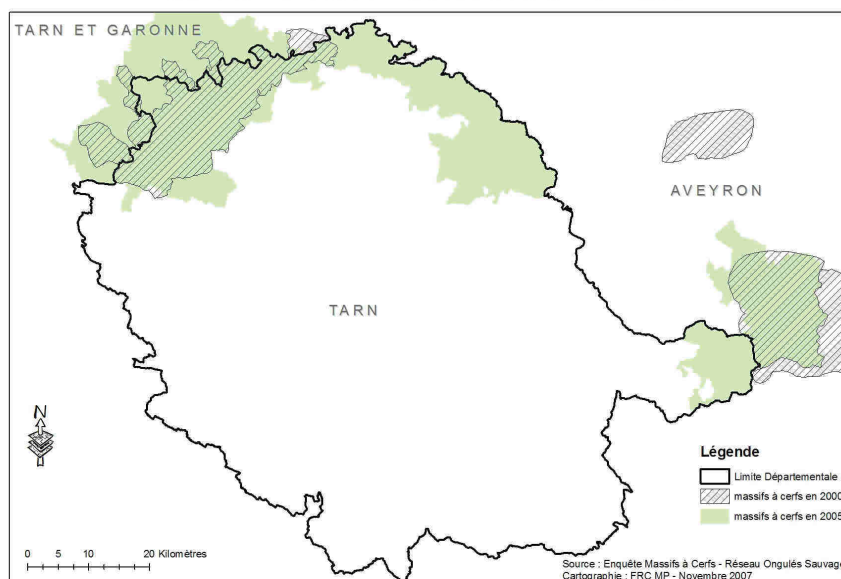 TARN ET GARONNE
AVEYRON
TARN
N
Légende
Limite Départementale
massifs à cerfs en 2000
massifs à cerfs en 2005
0 5 10 20 Kilomètres
Source : Enquête Massifs à Cerfs - Réseau Ongulés Sauvage
Cartographie : FRC MP - Novembre 2007